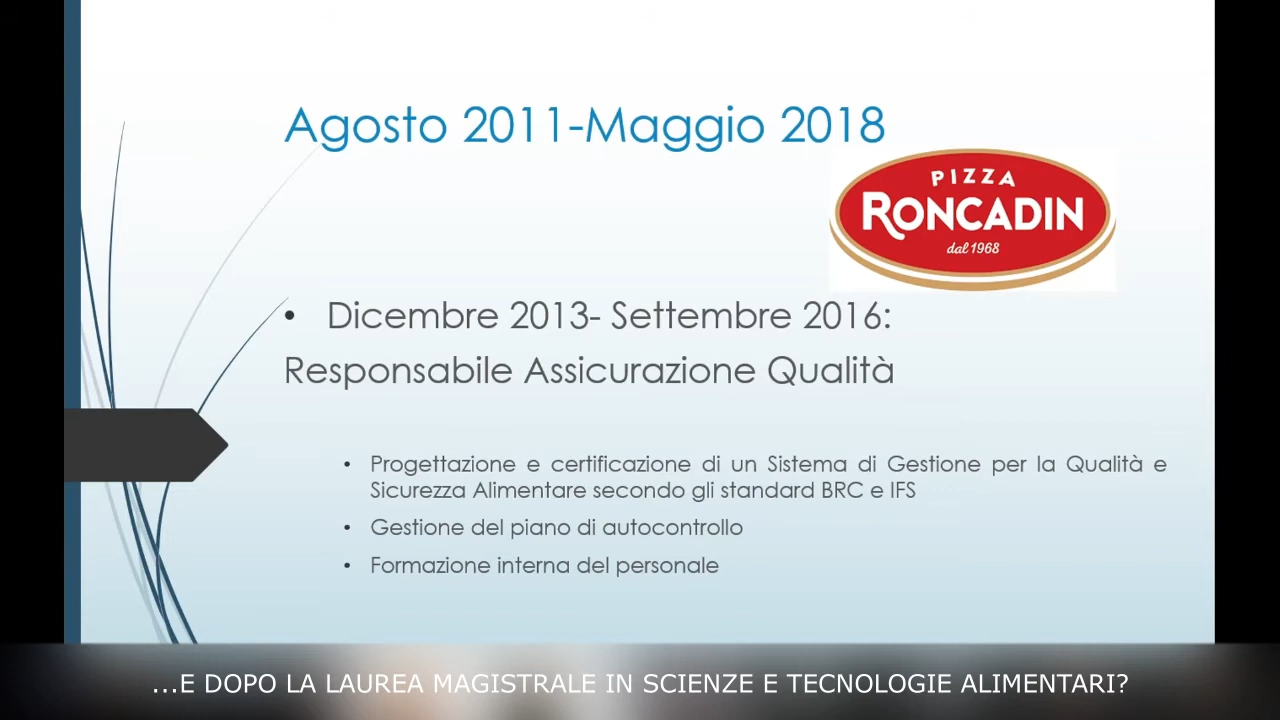 Agosto 2011-Maggio 2018
PIZZA
RONCADIN
dal 1968
• Dicembre 2013- Settembre 2016:
Responsabile Assicurazione Qualità
• Progettazione e certificazione di un Sistema di Gestione per la Qualità e
Sicurezza Alimentare secondo gli standard BRC e IFS
• Gestione del piano di autocontrollo
• Formazione interna del personale
...E DOPO LA LAUREA MAGISTRALE IN SCIENZE E TECNOLOGIE ALIMENTARI?